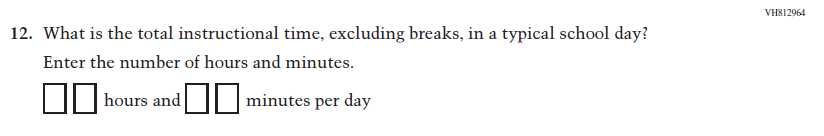 VH812964
12. What is the total instructional time, excluding breaks, in a typical school day?
Enter the number of hours and minutes.
hours and minutes per day